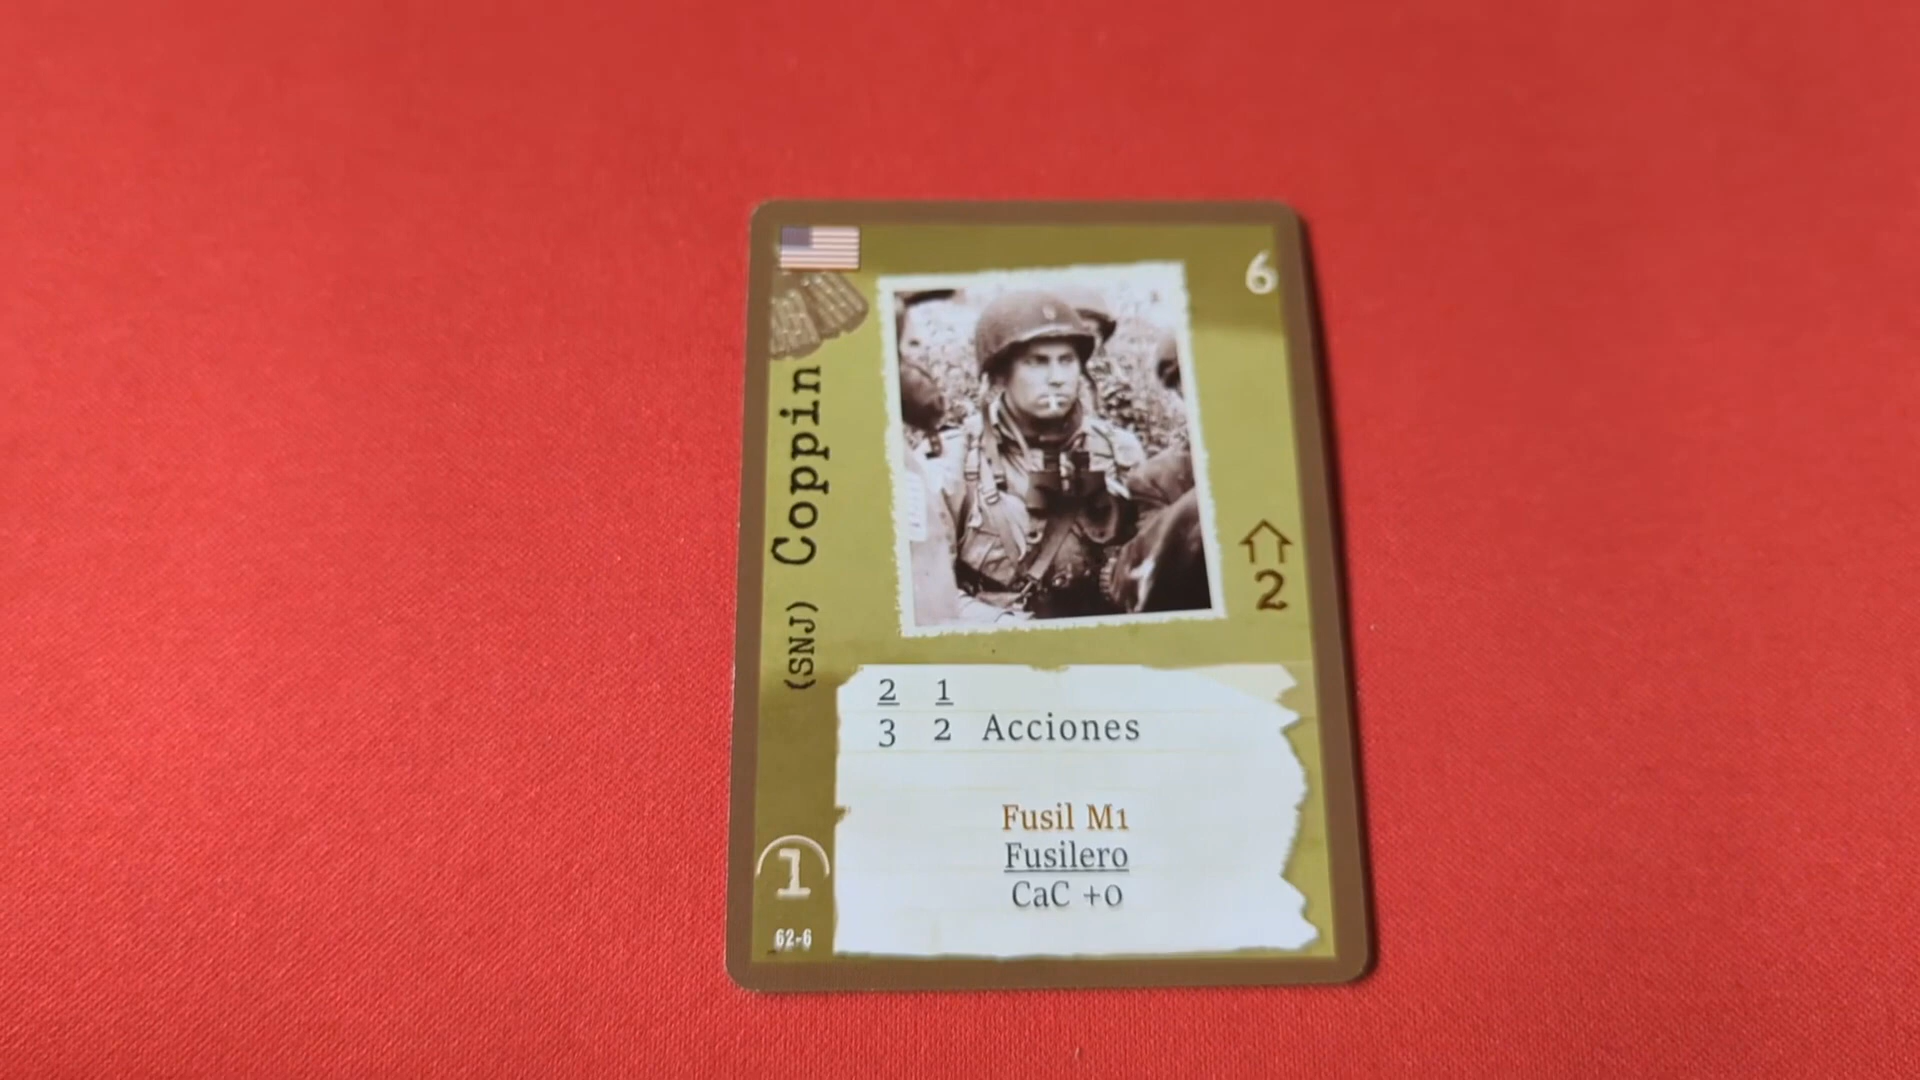 6
(SNJ) Coppin
2
2 1
3 2 Acciones
Fusil M1
Fusilero
CaC +0
1
62-6